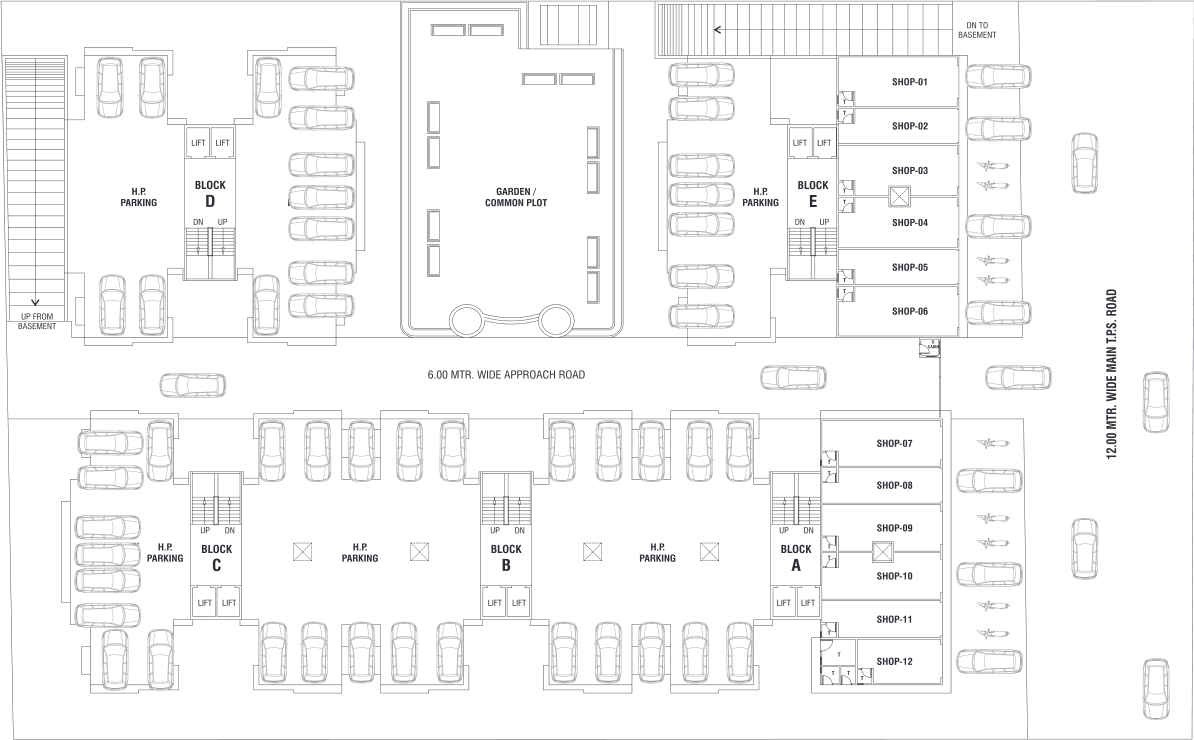 DN TO
BASEMENT
SHOP-01
SHOP-02
SHOP-03
SHOP-04
SHOP-05
SHOP-06
T
T
T
T
T
T
LIFT
LIFT
BLOCK
D
DN
UP
H.P.
PARKING
UP FROM
BASEMENT
GARDEN /
COMMON PLOT
H.P.
PARKING
LIFT
LIFT
BLOCK
E
DN
UP
S.
CABIN
6.00 MTR. WIDE APPROACH ROAD
12.00 MTR. WIDE MAIN T.P.S. ROAD
SHOP-07
SHOP-08
SHOP-09
SHOP-10
SHOP-11
SHOP-12
T
T
T
T
T
T
T
T
T
H.P.
PARKING
UP
DN
BLOCK
C
LIFT
LIFT
H.P.
PARKING
UP
DN
BLOCK
B
LIFT
LIFT
H.P.
PARKING
UP
DN
BLOCK
A
LIFT
LIFT